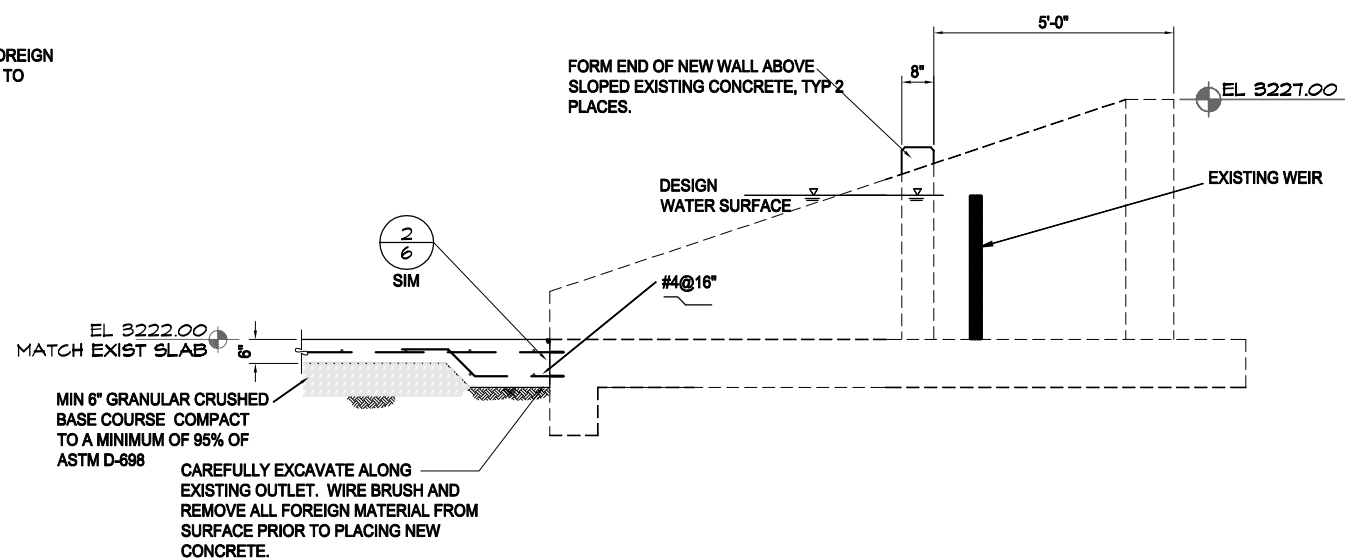 OREIGN
TO
FORM END OF NEW WALL ABOVE
SLOPED EXISTING CONCRETE, TYP 2
PLACES.
8"
5'-0"
EL 3227.00
DESIGN
WATER SURFACE
EXISTING WEIR
2
6
SIM
#4@16"
EL 3222.00
MATCH EXIST SLAB
6"
MIN 6" GRANULAR CRUSHED
BASE COURSE COMPACT
TO A MINIMUM OF 95% OF
ASTM D-698
CAREFULLY EXCAVATE ALONG
EXISTING OUTLET. WIRE BRUSH AND
REMOVE ALL FOREIGN MATERIAL FROM
SURFACE PRIOR TO PLACING NEW
CONCRETE.